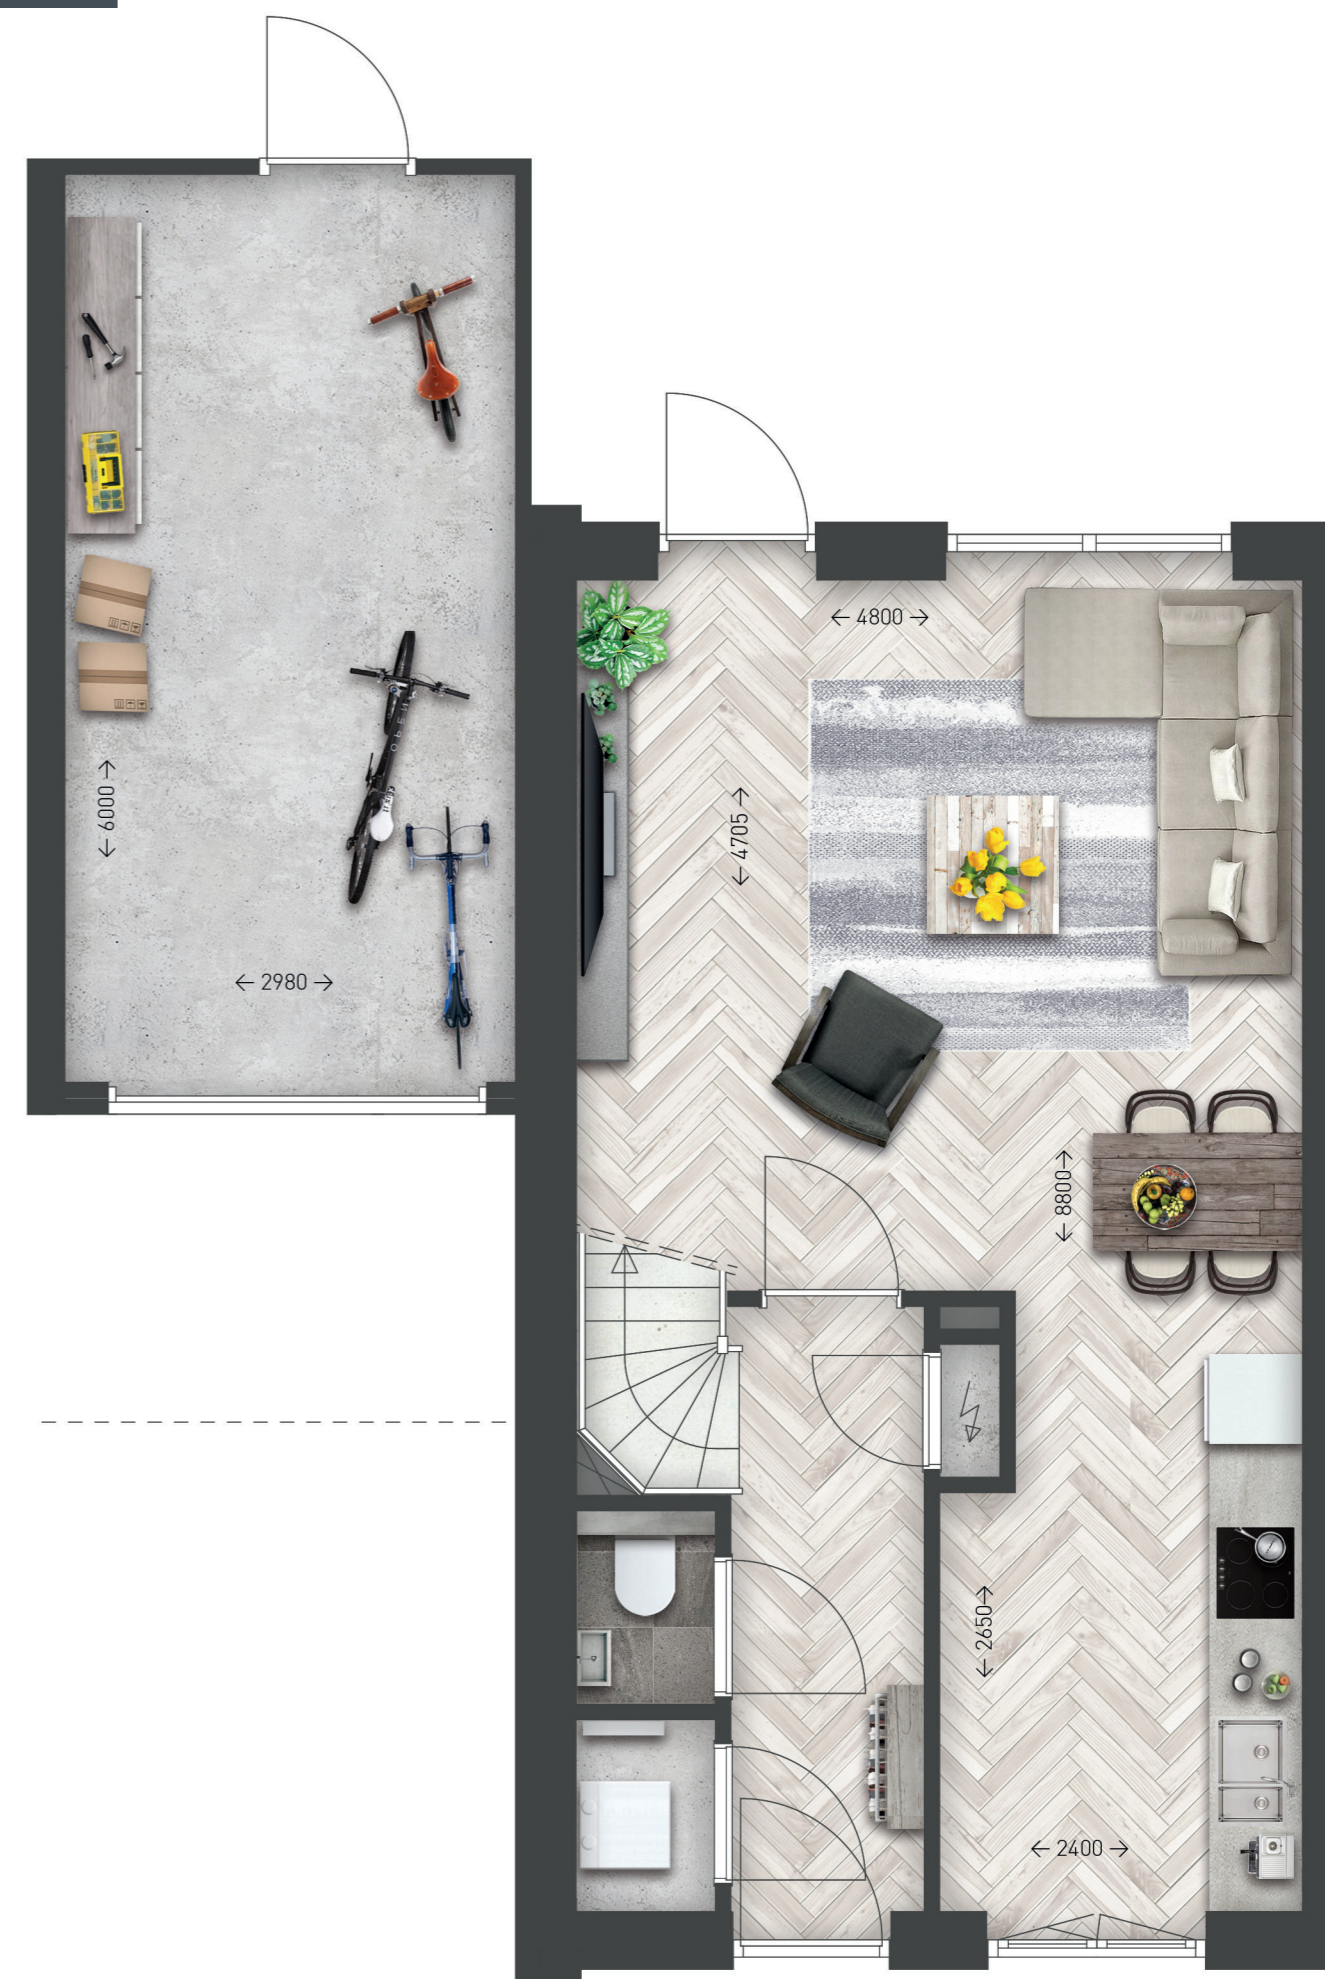 ← 4800 →
← 4705 →
← 6000 →
← 2980 →
← 8800 →
← 2650 →
← 2400 →